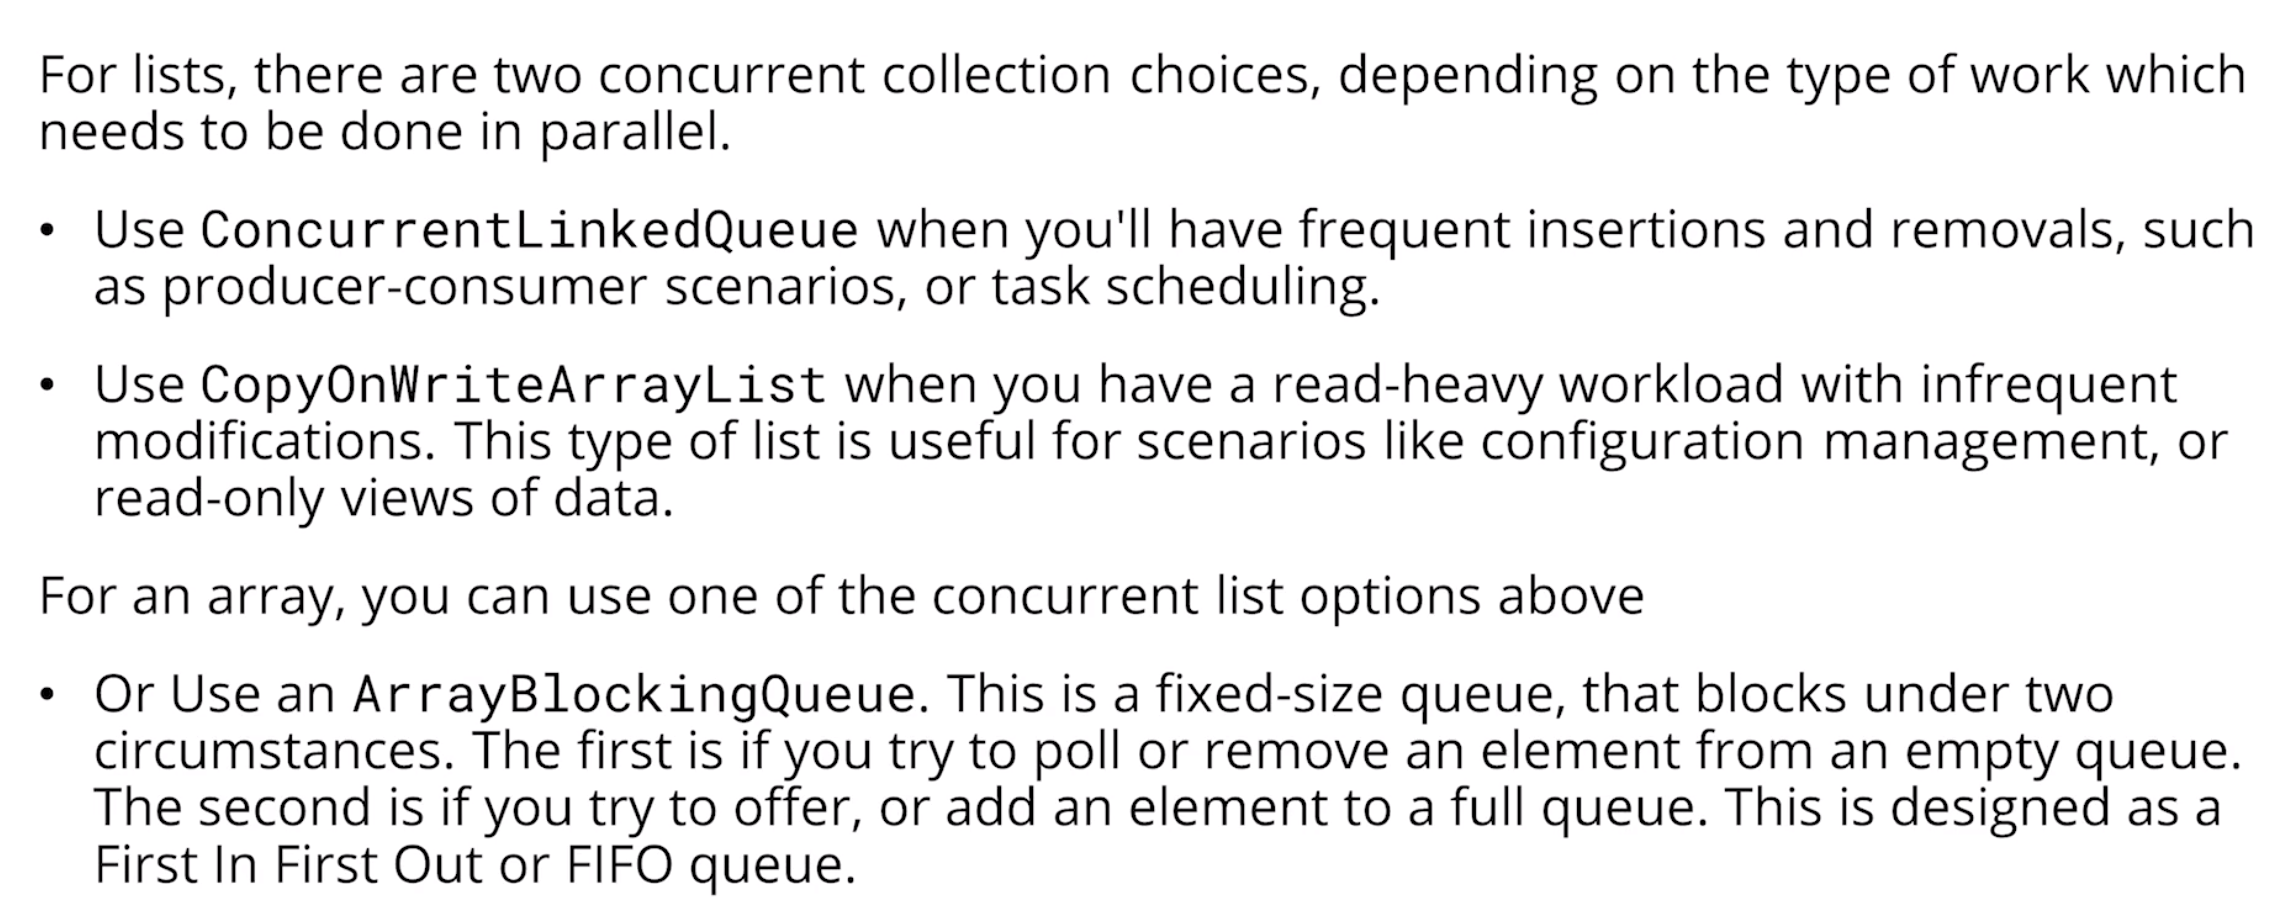 For lists, there are two concurrent collection choices, depending on the type of work which
needs to be done in parallel.
• Use ConcurrentLinkedQueue when you'll have frequent insertions and removals, such
as producer-consumer scenarios, or task scheduling.
• Use CopyOnWriteArrayList when you have a read-heavy workload with infrequent
modifications. This type of list is useful for scenarios like configuration management, or
read-only views of data.
For an array, you can use one of the concurrent list options above
• Or Use an ArrayBlockingQueue. This is a fixed-size queue, that blocks under two
circumstances. The first is if you try to poll or remove an element from an empty queue.
The second is if you try to offer, or add an element to a full queue. This is designed as a
First In First Out or FIFO queue.